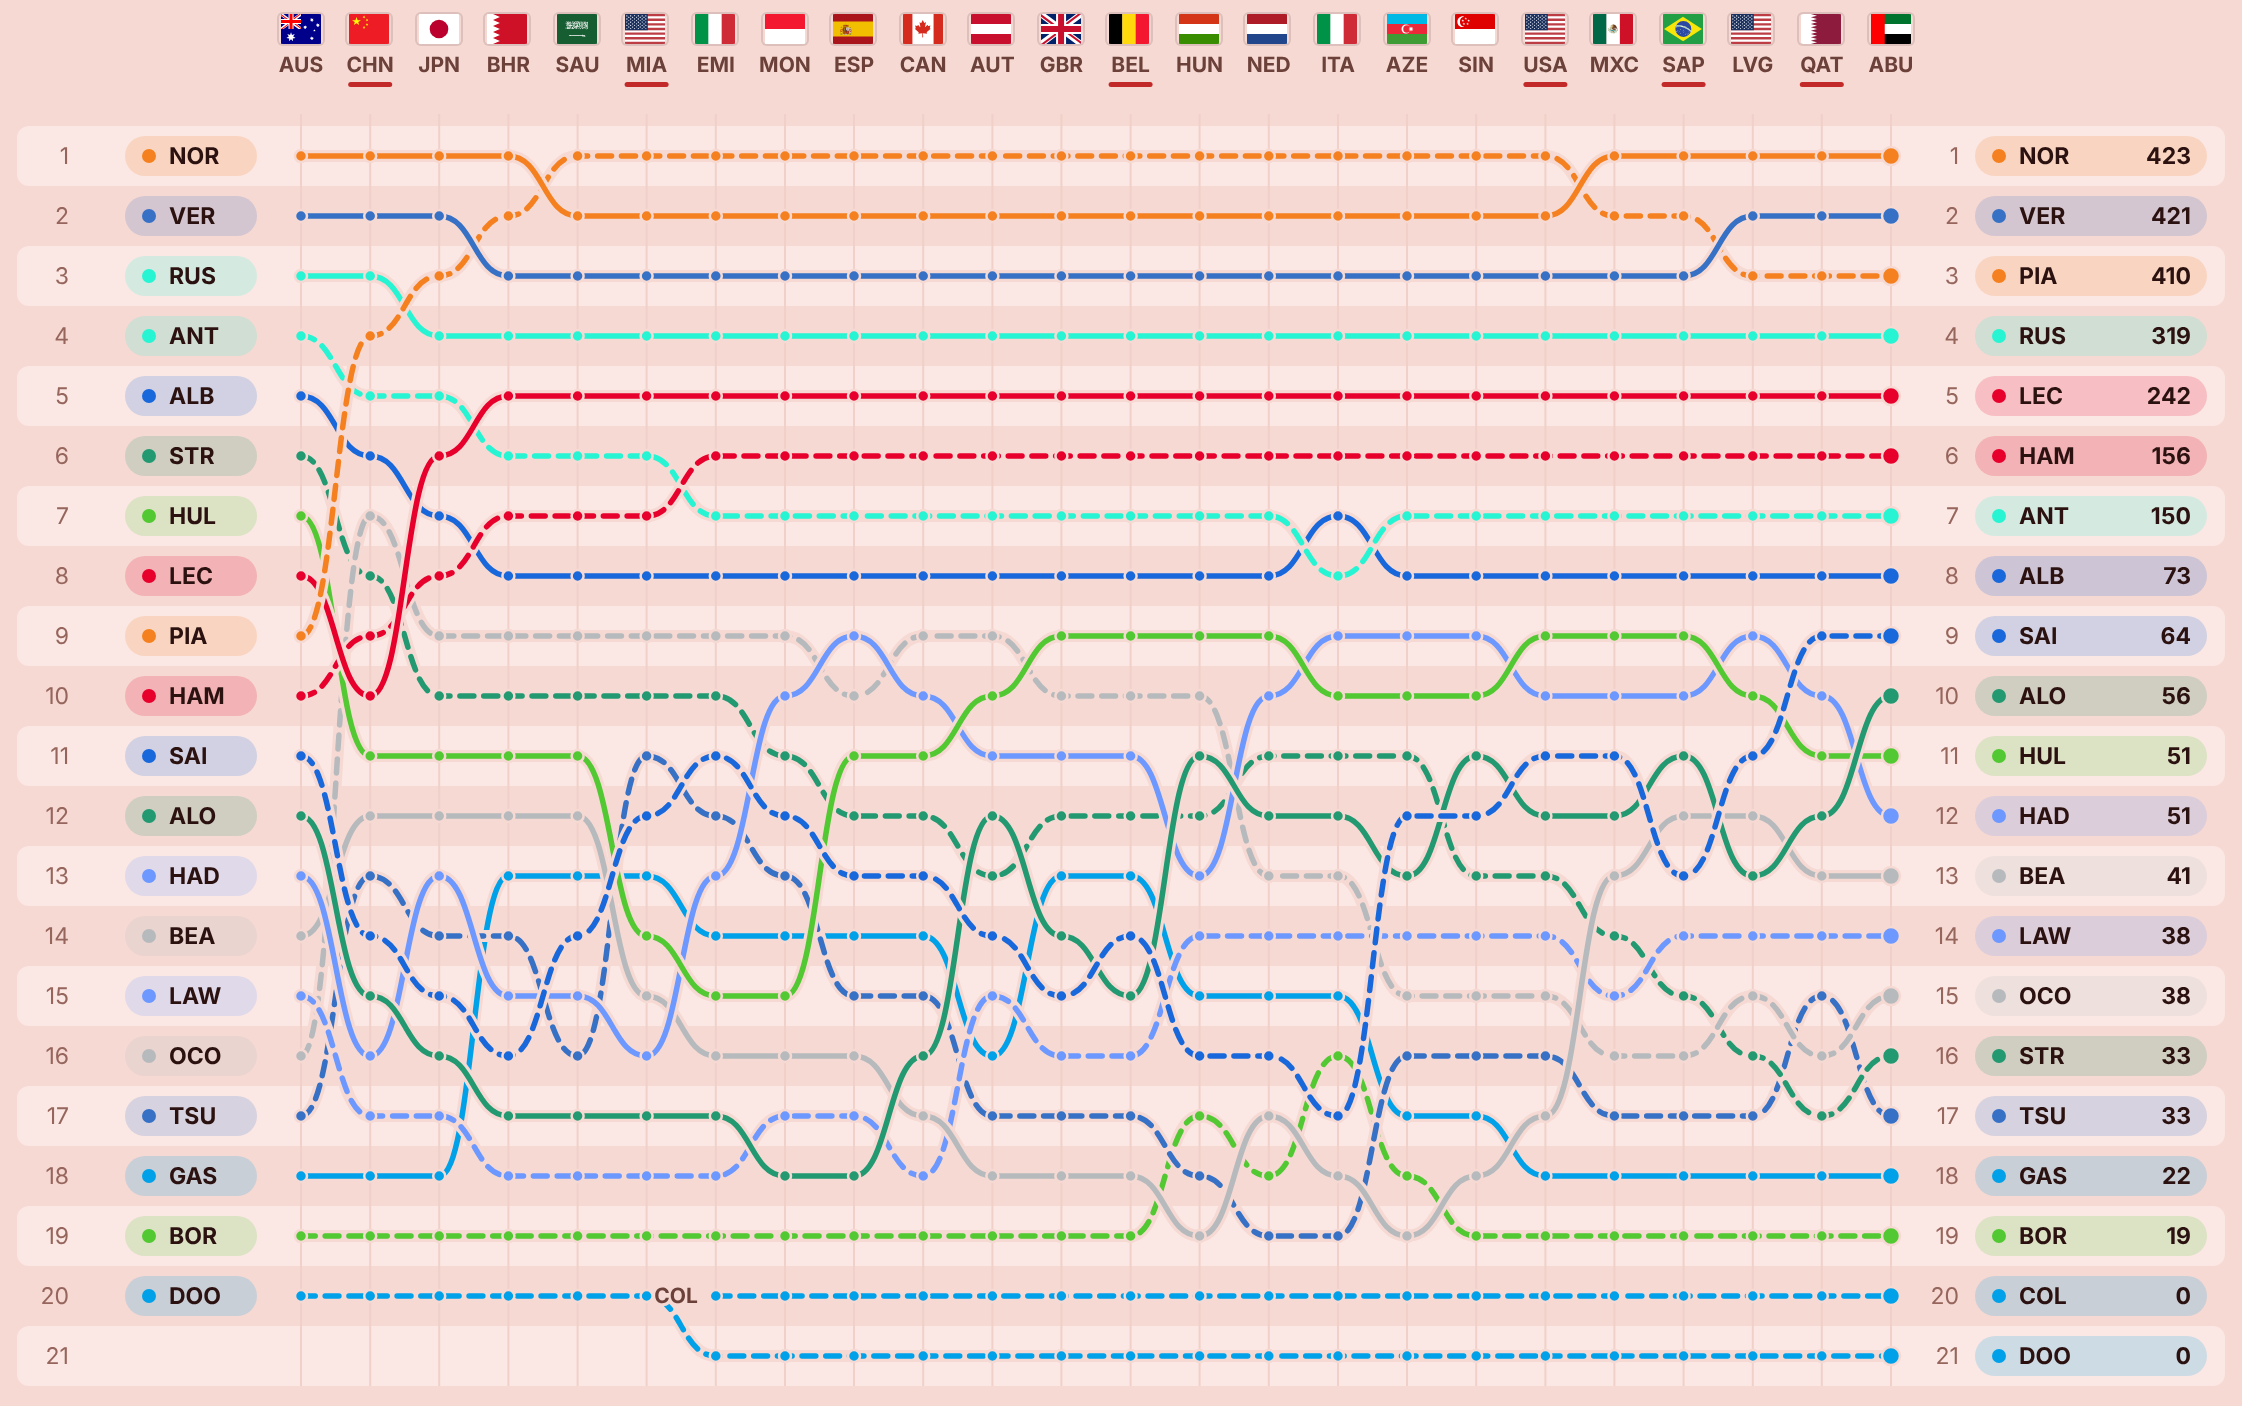 AUS CHN JPN BHR SAU MIA EMI MON ESP CAN AUT GBR BEL HUN NED ITA AZE SIN USA MXC SAP LVG QAT ABU
1 NOR 1 NOR 423
2 VER 2 VER 421
3 RUS 3 PIA 410
4 ANT 4 RUS 319
5 ALB 5 LEC 242
6 STR 6 HAM 156
7 HUL 7 ANT 150
8 LEC 8 ALB 73
9 PIA 9 SAI 64
10 HAM 10 ALO 56
11 SAI 11 HUL 51
12 ALO 12 HAD 51
13 HAD 13 BEA 41
14 BEA 14 LAW 38
15 LAW 15 OCO 38
16 OCO 16 STR 33
17 TSU 17 TSU 33
18 GAS 18 GAS 22
19 BOR 19 BOR 19
20 DOO COL 20 COL 0
21 21 DOO 0